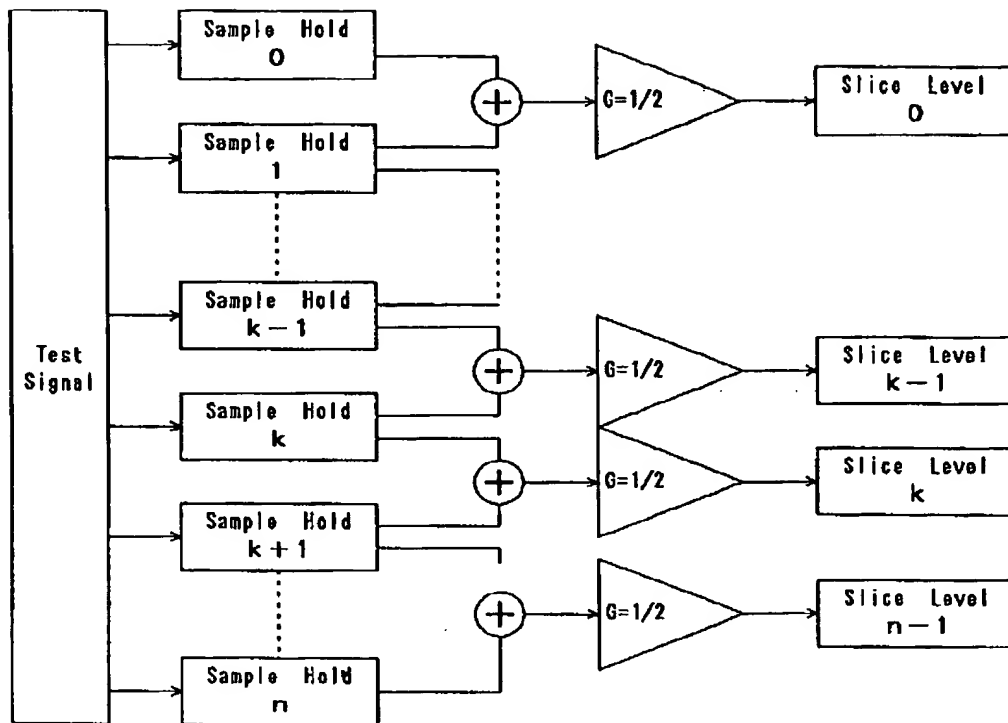 Test
Signal
Sample Hold
0
Sample Hold
1
Sample Hold
k-1
Sample Hold
k
Sample Hold
k+1
Sample Hold
n
+
G=1/2
Slice Level
0
+
G=1/2
Slice Level
k-1
+
G=1/2
Slice Level
k
+
G=1/2
Slice Level
n-1